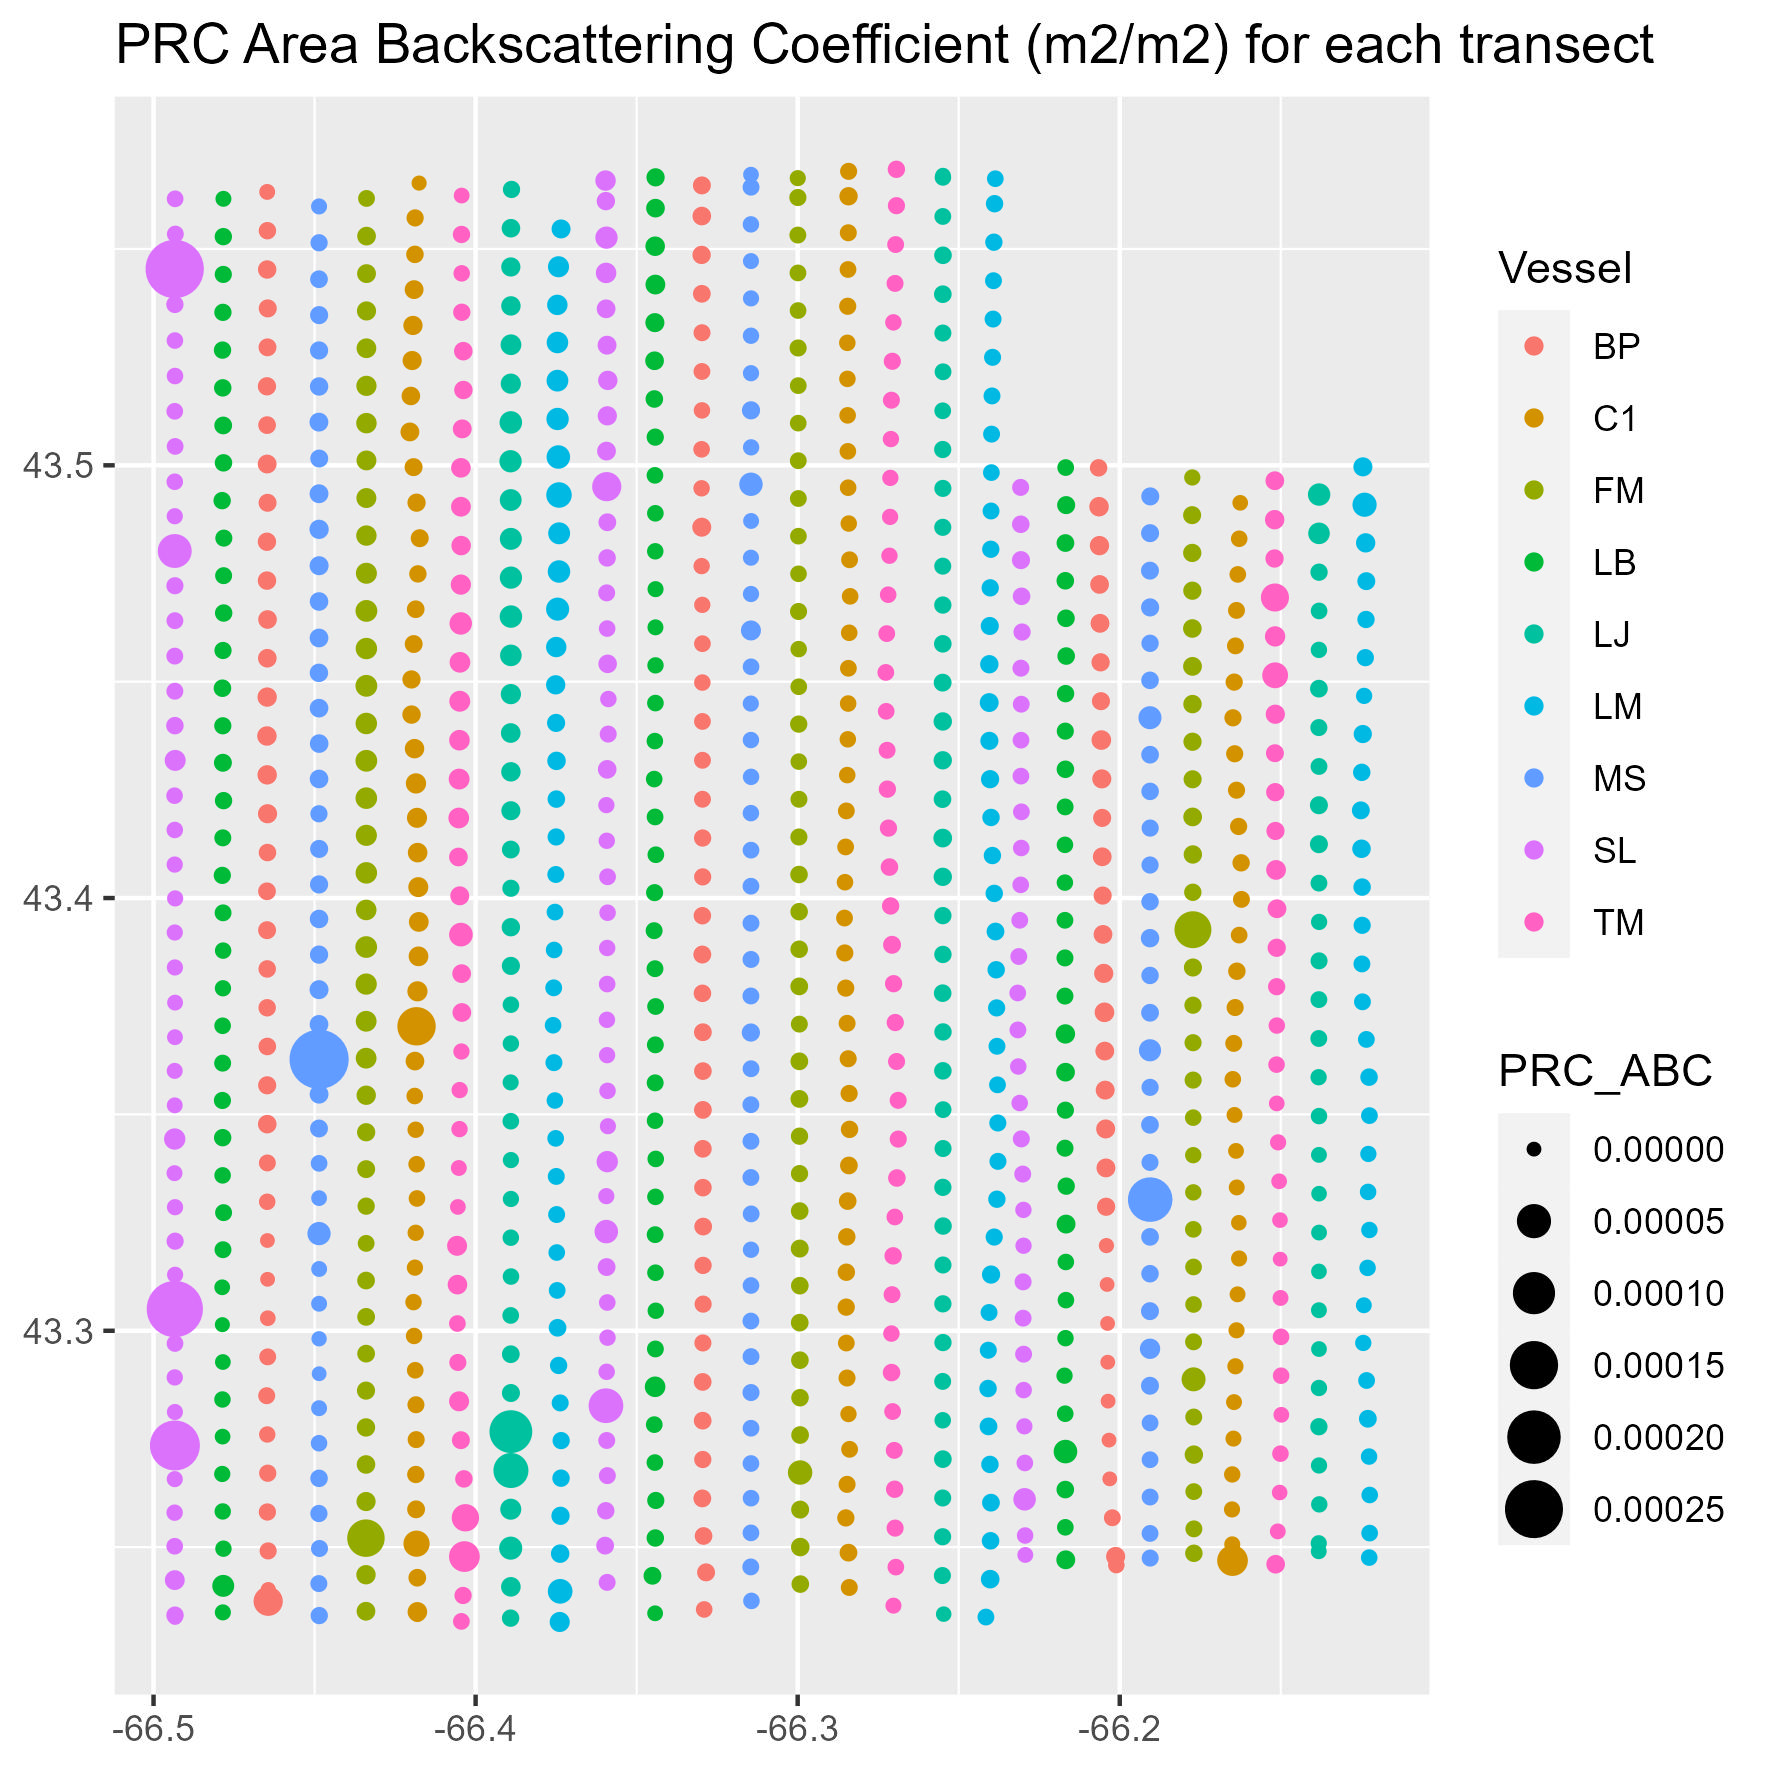 PRC Area Backscattering Coefficient (m2/m2) for each transect
43.5
43.4
43.3
-66.5
-66.4
-66.3
-66.2
Vessel
BP
C1
FM
LB
LJ
LM
MS
SL
TM
PRC_ABC
0.00000
0.00005
0.00010
0.00015
0.00020
0.00025